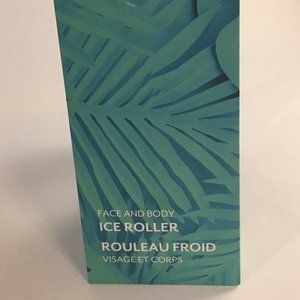 FACE AND BODY
ICE ROLLER
ROULEAU FROID
VISAGE ET CORPS